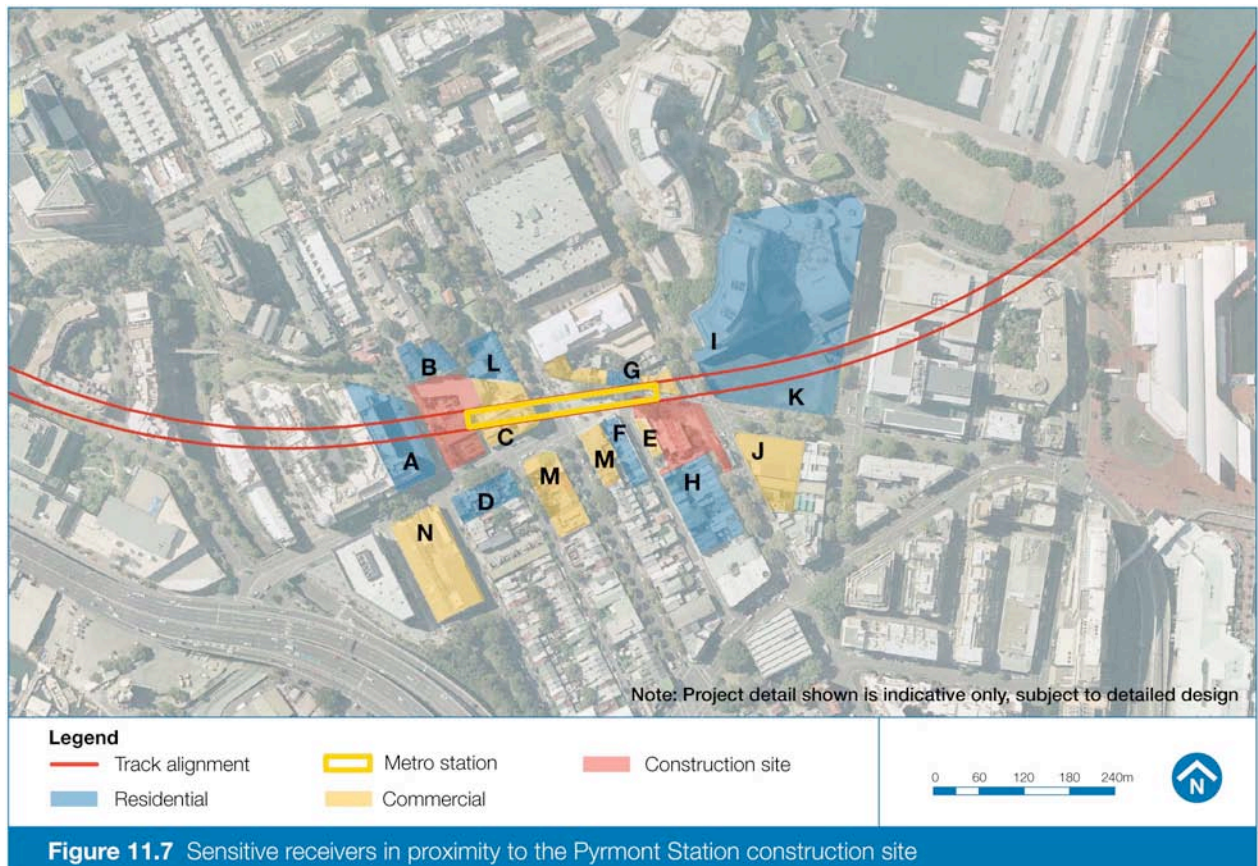 I
B
L
G
K
C
F
E
A
M
M
J
H
D
N
Note: Project detail shown is indicative only, subject to detailed design
Legend
Track alignment
Metro station
Construction site
Residential
Commercial
0 60 120 180 240m
N
Figure 11.7 Sensitive receivers in proximity to the Pyrmont Station construction site